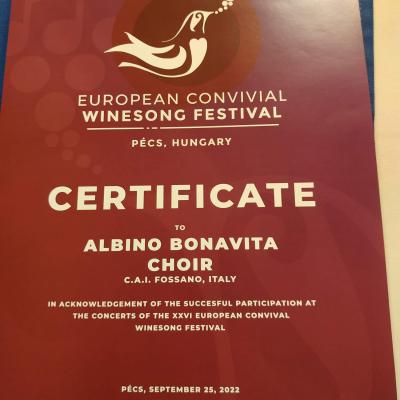 EUROPEAN CONVIVIAL
WINESONG FESTIVAL
PÉCS, HUNGARY
CERTIFICATE
TO
ALBINO BONAVITA
CHOIR
C.A.I. FOSSANO, ITALY
IN ACKNOWLEDGEMENT OF THE SUCCESFUL PARTICIPATION AT
THE CONCERTS OF THE XXVI EUROPEAN CONVIVAL
WINESONG FESTIVAL
PÉCS, SEPTEMBER 25, 2022